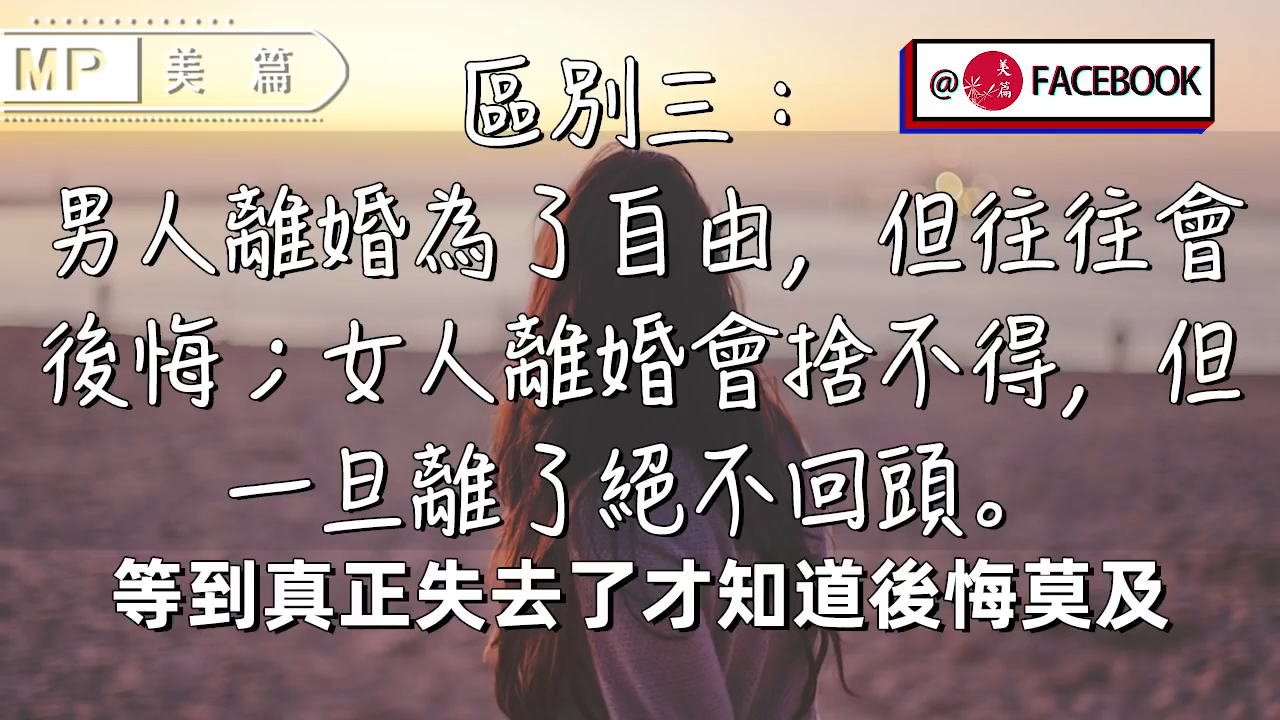 MP 美篇
@美篇 FACEBOOK
區別三：
男人離婚為了自由，但往往會
後悔；女人離婚會捨不得，但
一旦離了絕不回頭。
等到真正失去了才知道後悔莫及